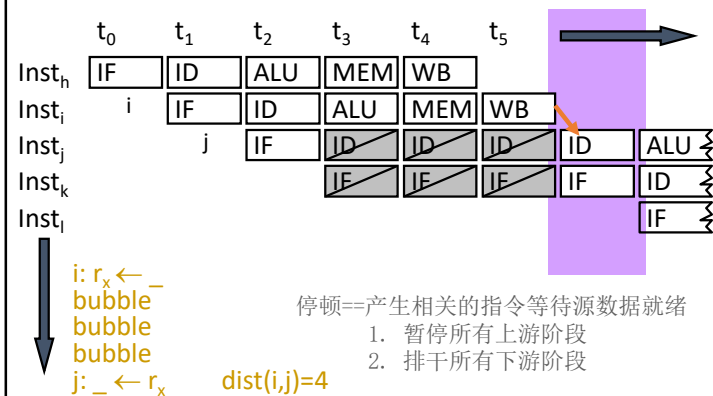 t₀ t₁ t₂ t₃ t₄ t₅
Instₕ IF ID ALU MEM WB
Instᵢ i IF ID ALU MEM WB
Instⱼ j IF ID ID ID ID ALU
Instₖ IF IF IF IF ID
Instₗ IF
i: rₓ ← _
bubble
bubble
bubble
j: _ ← rₓ dist(i,j)=4
停顿==产生相关的指令等待源数据就绪
1. 暂停所有上游阶段
2. 排干所有下游阶段